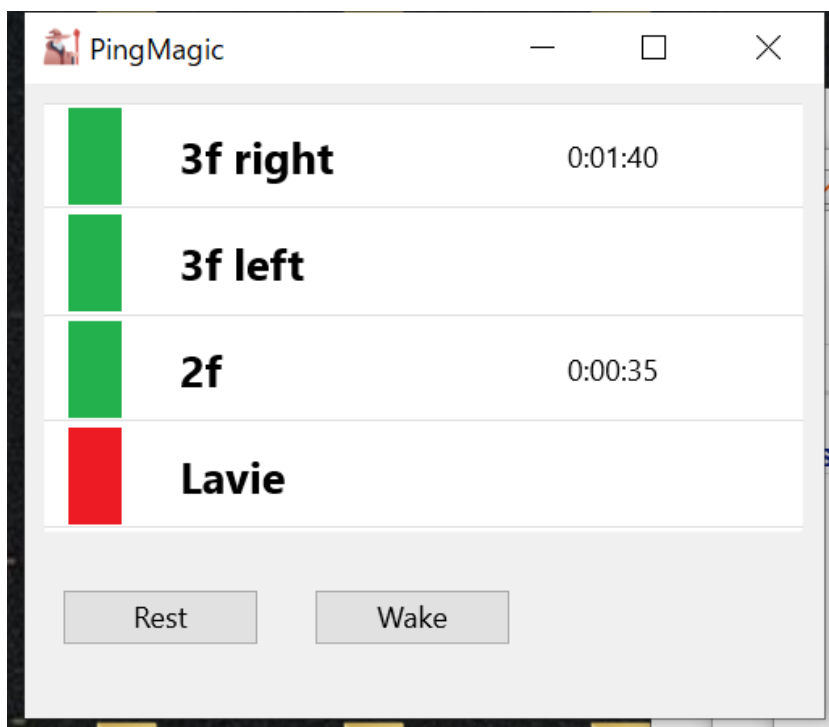 PingMagic
3f right 0:01:40
3f left
2f 0:00:35
Lavie
Rest Wake